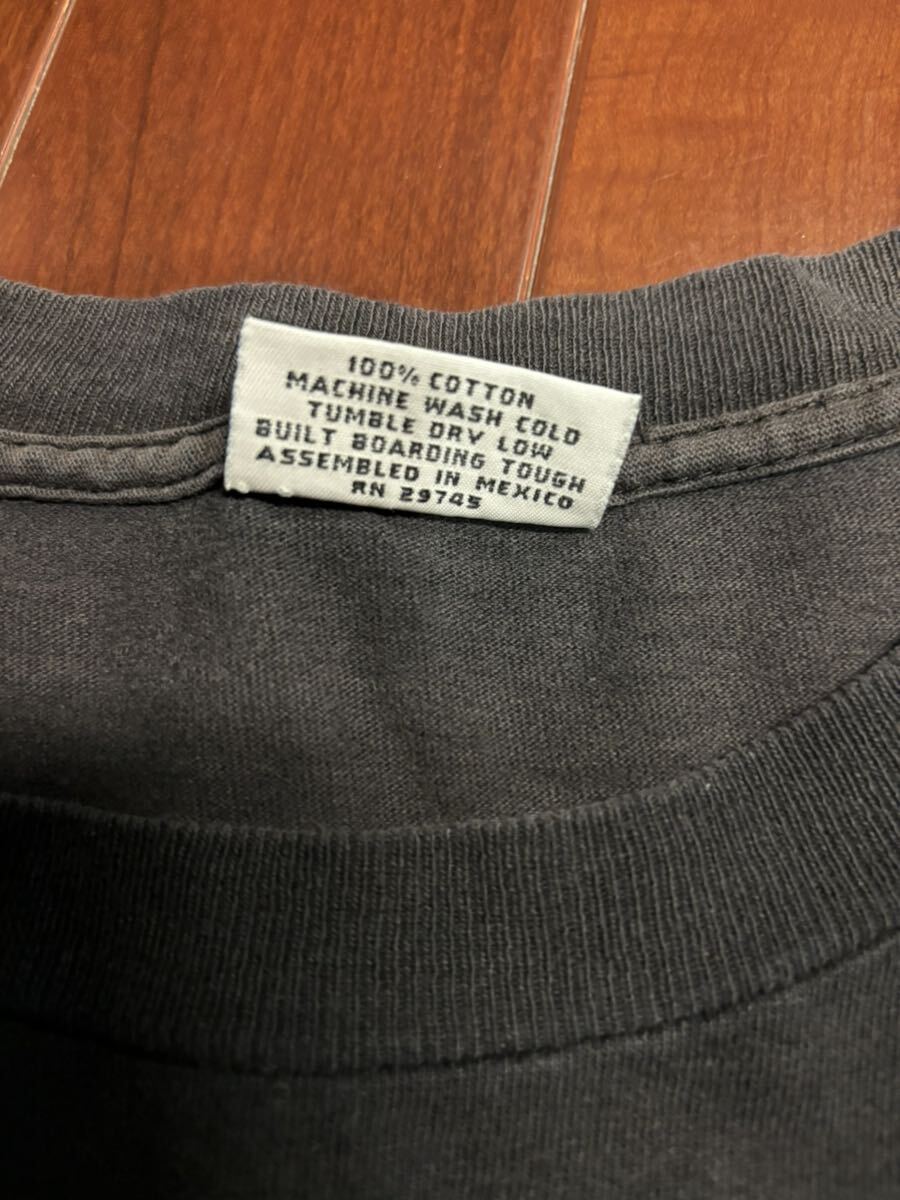 100% COTTON
MACHINE WASH COLD
TUMBLE DRY LOW
BUILT BOARDING TOUGH
ASSEMBLED IN MEXICO
RN 29745